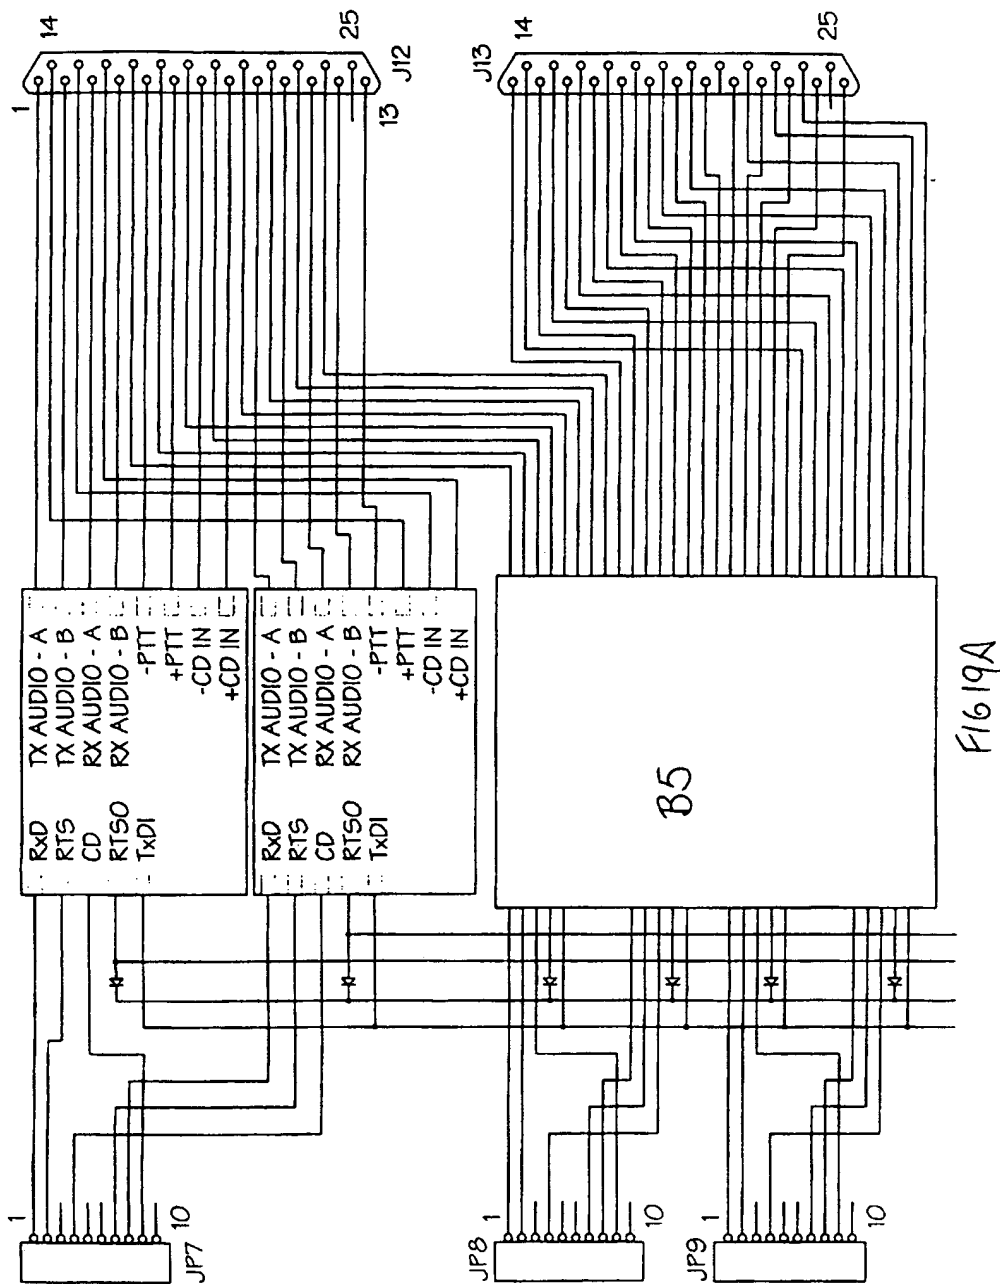 14
25
1
13
J12
14
25
J13
RxD TX AUDIO - A
RTS TX AUDIO - B
CD RX AUDIO - A
RTSO RX AUDIO - B
TxDI -PTT
+PTT
-CD IN
+CD IN
RxD TX AUDIO - A
RTS TX AUDIO - B
CD RX AUDIO - A
RTSO RX AUDIO - B
TxDI -PTT
+PTT
-CD IN
+CD IN
B5
1
10
JP7
1
10
JP8
1
10
JP9
FIG 19A